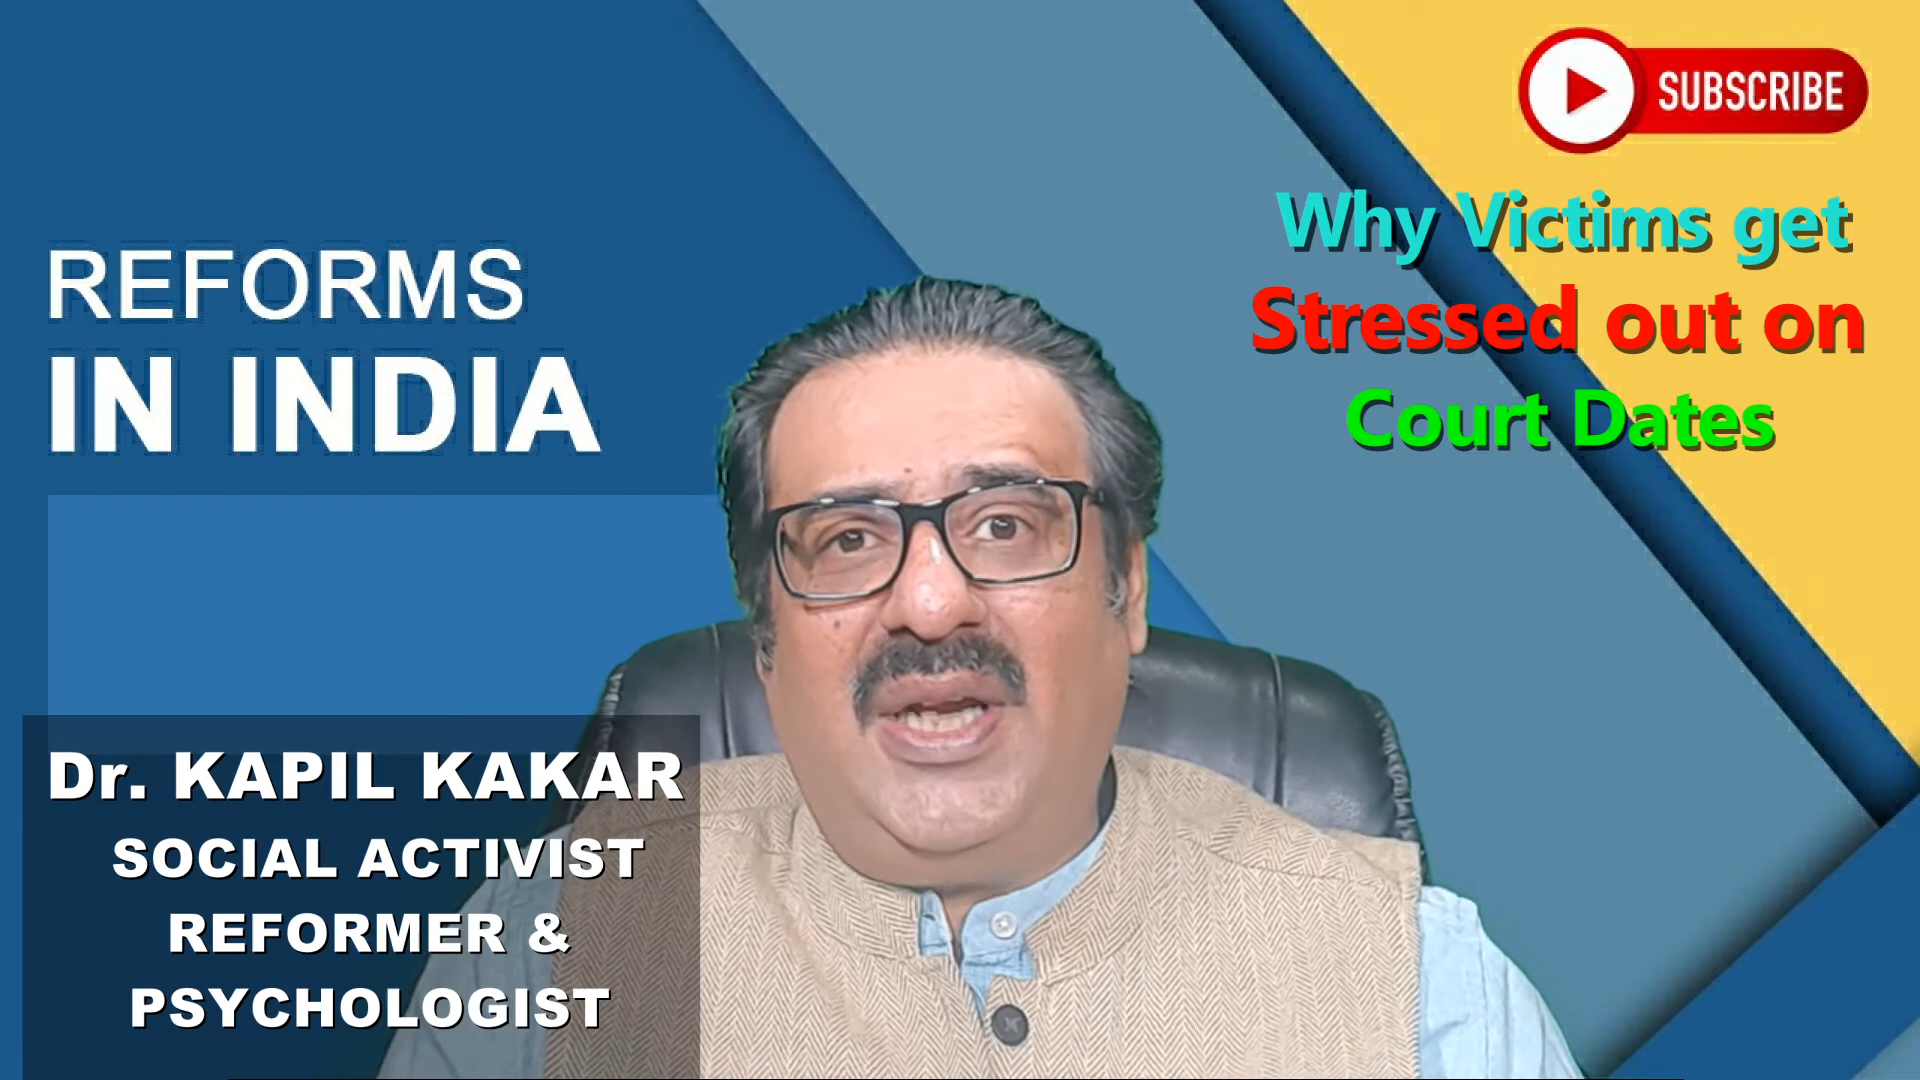 SUBSCRIBE
Why Victims get
Stressed out on
Court Dates
REFORMS
IN INDIA
Dr. KAPIL KAKAR
SOCIAL ACTIVIST
REFORMER &
PSYCHOLOGIST